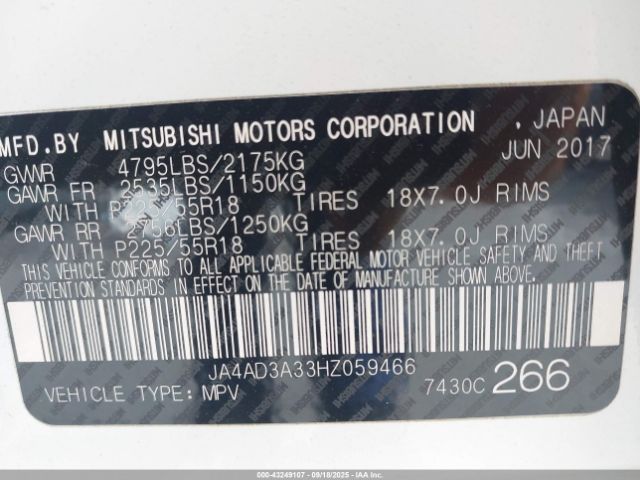 MFD.BY MITSUBISHI MOTORS CORPORATION , JAPAN
GVWR 4795LBS/2175KG JUN 2017
GAWR FR 2535LBS/1150KG
WITH P225/55R18 TIRES 18X7.0J RIMS
GAWR RR 2756LBS/1250KG
WITH P225/55R18 TIRES 18X7.0J RIMS
THIS VEHICLE CONFORMS TO ALL APPLICABLE FEDERAL MOTOR VEHICLE SAFETY AND THEFT
PREVENTION STANDARDS IN EFFECT ON THE DATE OF MANUFACTURE SHOWN ABOVE.
JA4AD3A33HZ059466
VEHICLE TYPE: MPV 7430C 266
000-43249107 - 09/18/2025 - IAAI.COM